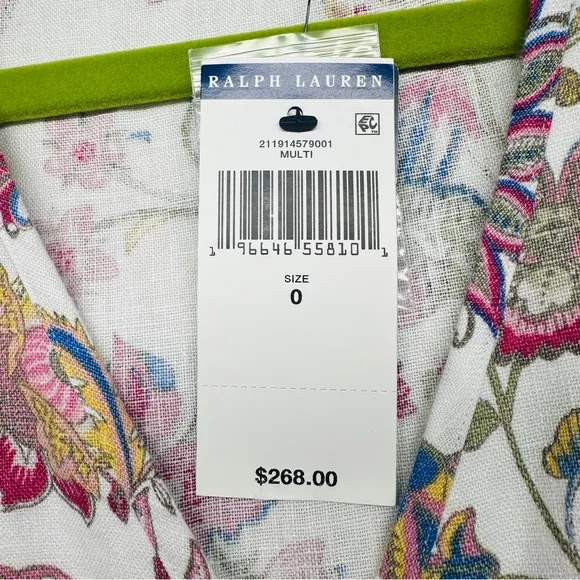 RALPH LAUREN
211914579001
MULTI
1 96646 55810 1
SIZE
0
$268.00